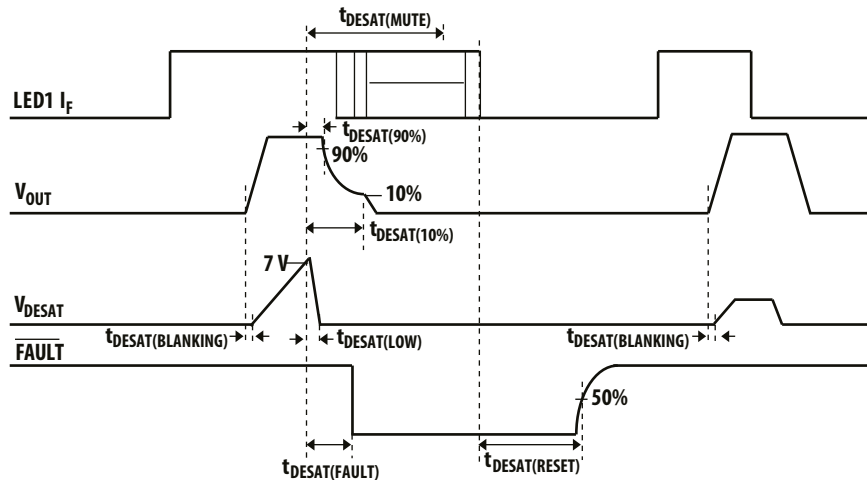 tDESAT(MUTE)
LED1 IF
tDESAT(90%)
90%
VOUT
10%
tDESAT(10%)
7 V
VDESAT
tDESAT(BLANKING)
tDESAT(LOW)
tDESAT(BLANKING)
FAULT
50%
tDESAT(FAULT)
tDESAT(RESET)